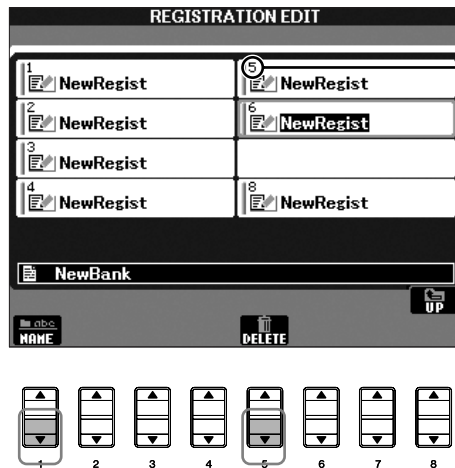 REGISTRATION EDIT
1 NewRegist
5 NewRegist
2 NewRegist
6 NewRegist
3 NewRegist
4 NewRegist
8 NewRegist
NewBank
UP
abc
NAME
DELETE
1 2 3 4 5 6 7 8